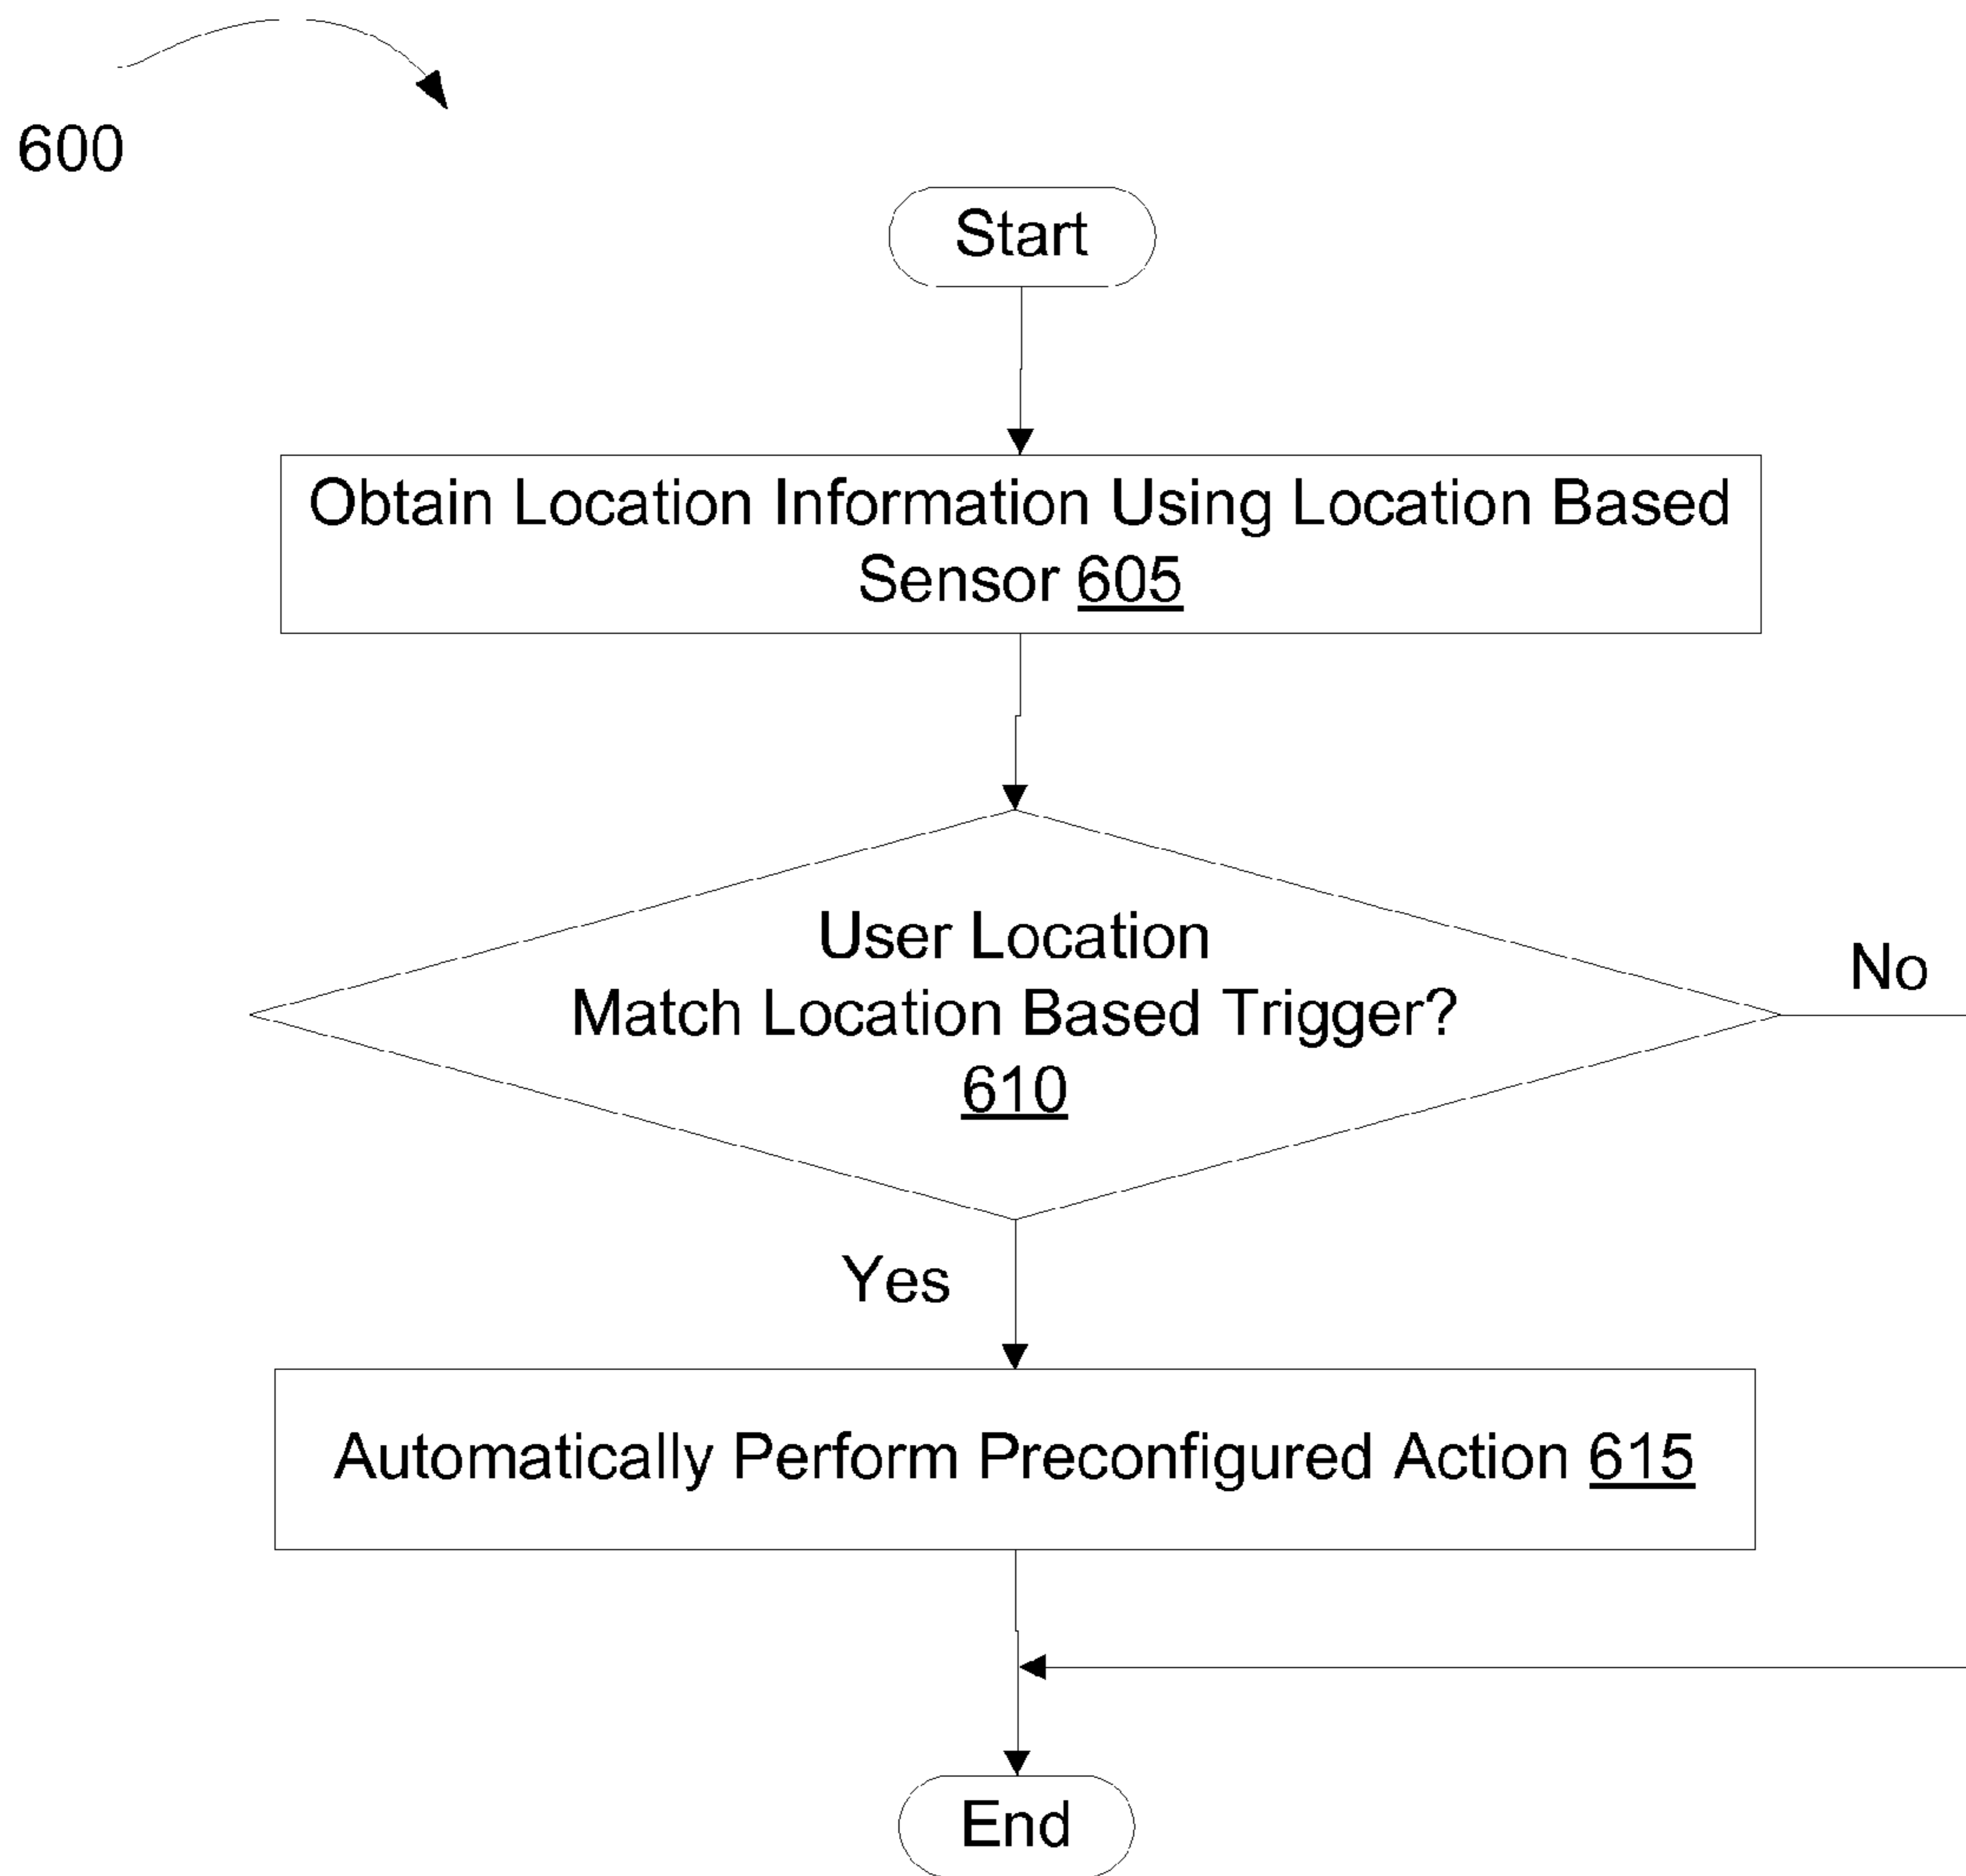 600
Start
Obtain Location Information Using Location Based
Sensor 605
User Location
Match Location Based Trigger?
610
No
Yes
Automatically Perform Preconfigured Action 615
End